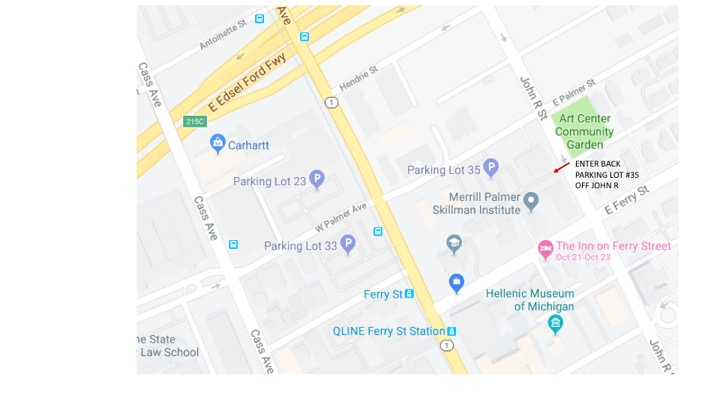 Antoinette St
Ave
Cass Ave
E Edsel Ford Fwy
Hendrie St
1
John R St
E Palmer St
Art Center
Community
Garden
215C
Carhartt
Parking Lot 23
P
Parking Lot 35
P
ENTER BACK
PARKING LOT #35
OFF JOHN R
Merrill Palmer
Skillman Institute
E Ferry St
Cass Ave
W Palmer Ave
Parking Lot 33
P
The Inn on Ferry Street
Oct 21-Oct 23
Ferry St
Hellenic Museum
of Michigan
QLINE Ferry St Station
1
ne State
Law School
Cass Ave
John R